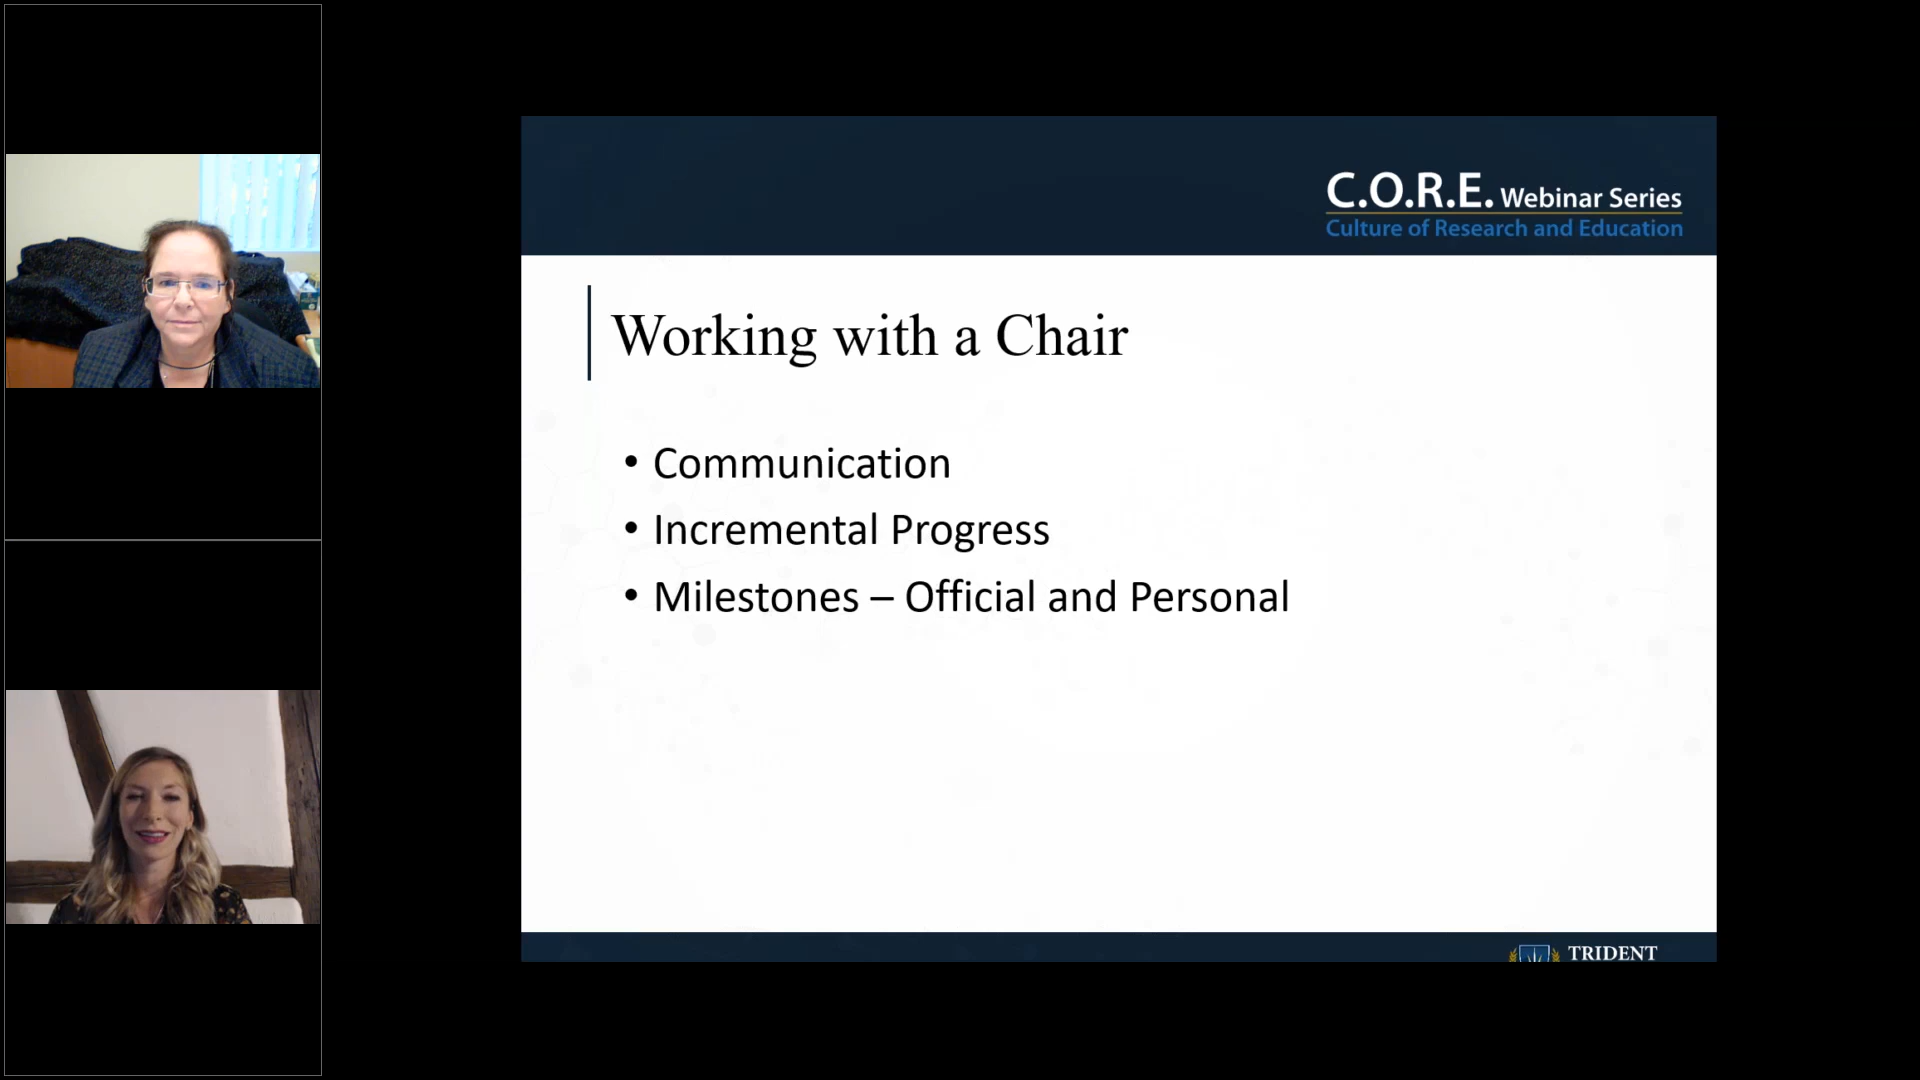 C.O.R.E. Webinar Series
Culture of Research and Education
Working with a Chair
• Communication
• Incremental Progress
• Milestones – Official and Personal
TRIDENT